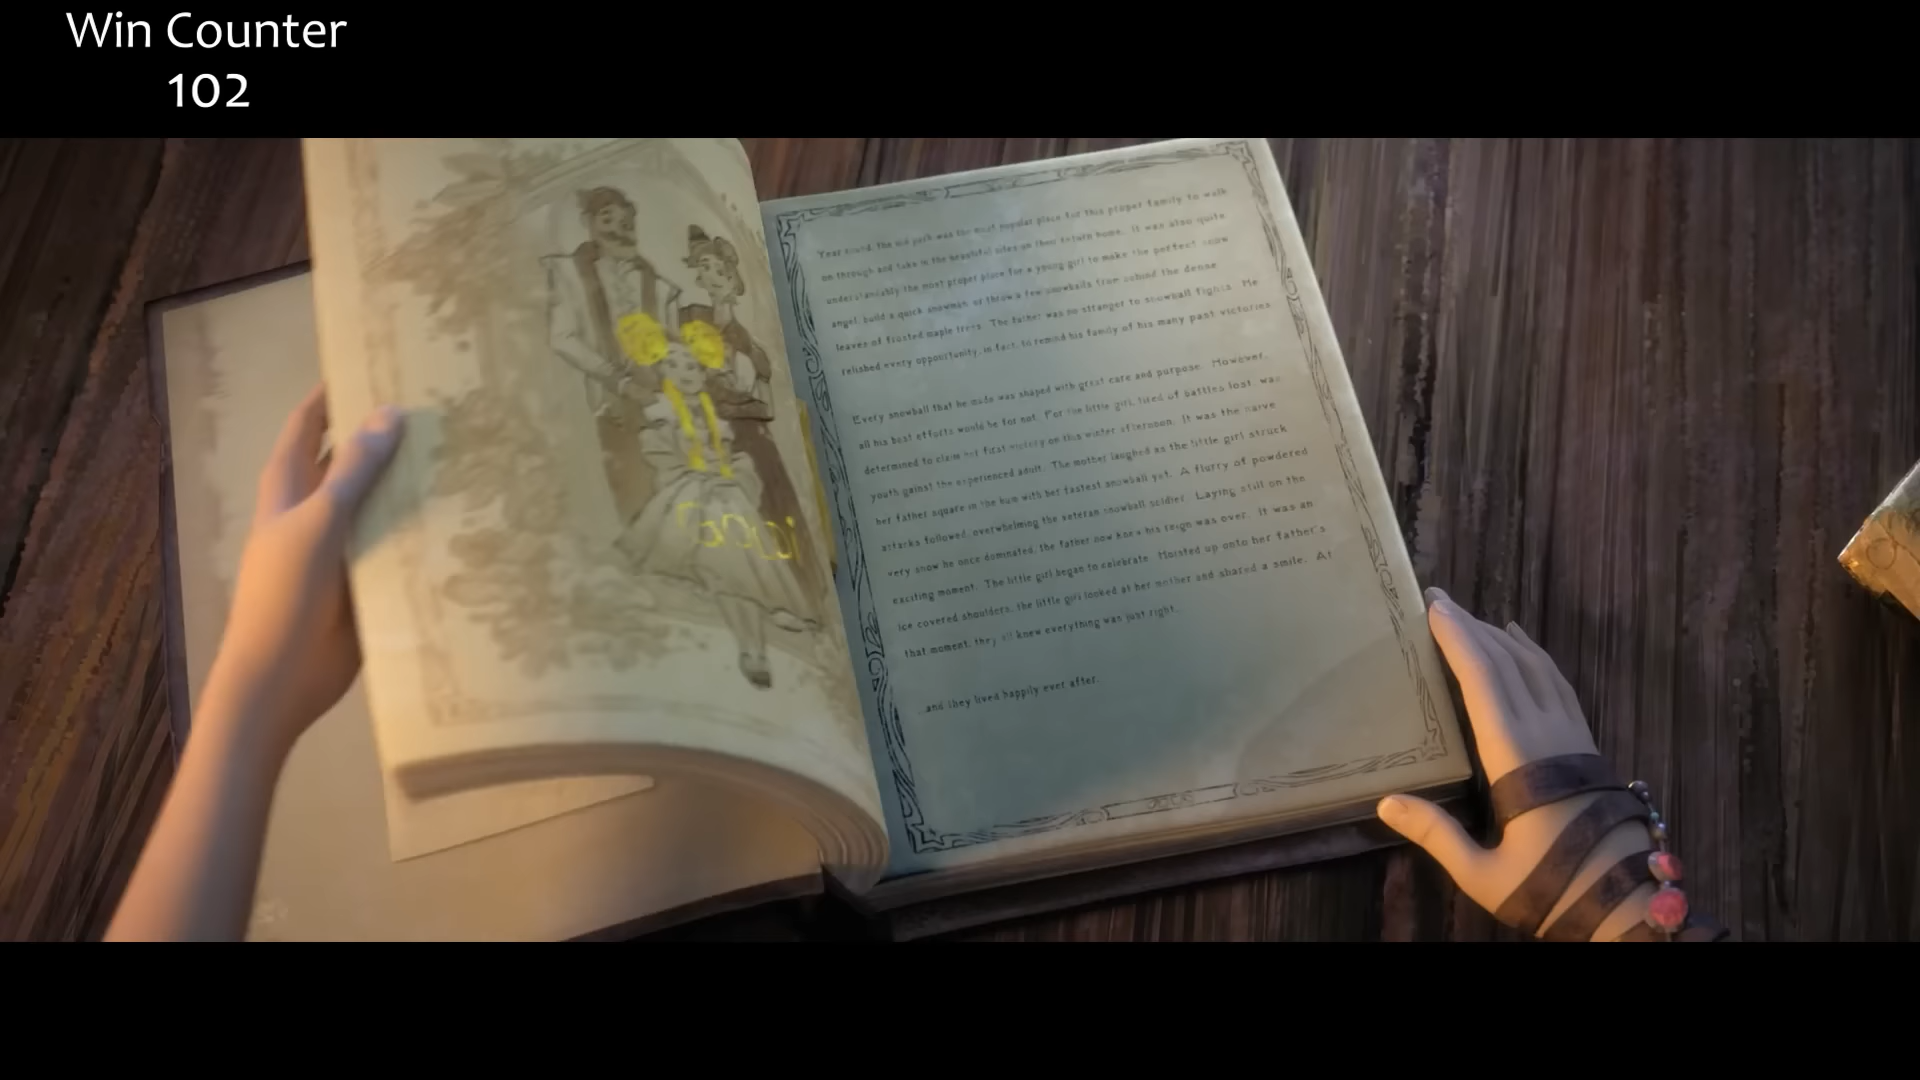 Win Counter
102
Year round, the old park was the most popular place for this proper family to walk
on through and take in the beautiful sites on their return home. It was also quite
understandably the most proper place for a young girl to make the perfect snow
angel, build a quick snowman, or throw a few snowballs from behind the dense
leaves of frosted maple trees. The father was no stranger to snowball fights. He
relished every opportunity, in fact, to remind his family of his many past victories
Every snowball that he made was shaped with great care and purpose. However,
all his best efforts would be for not. For the little girl, tired of battles lost, was
determined to claim her first victory on this winter afternoon. It was the naive
youth gainst the experienced adult. The mother laughed as the little girl struck
her father square in the bum with her fastest snowball yet. A flurry of powdered
attacks followed, overwhelming the veteran snowball soldier. Laying still on the
very snow he once dominated, the father now knew his reign was over. It was an
exciting moment. The little girl began to celebrate. Hoisted up onto her father's
ice covered shoulders, the little girl looked at her mother and shared a smile. At
that moment, they all knew everything was just right.
...and they lived happily ever after.